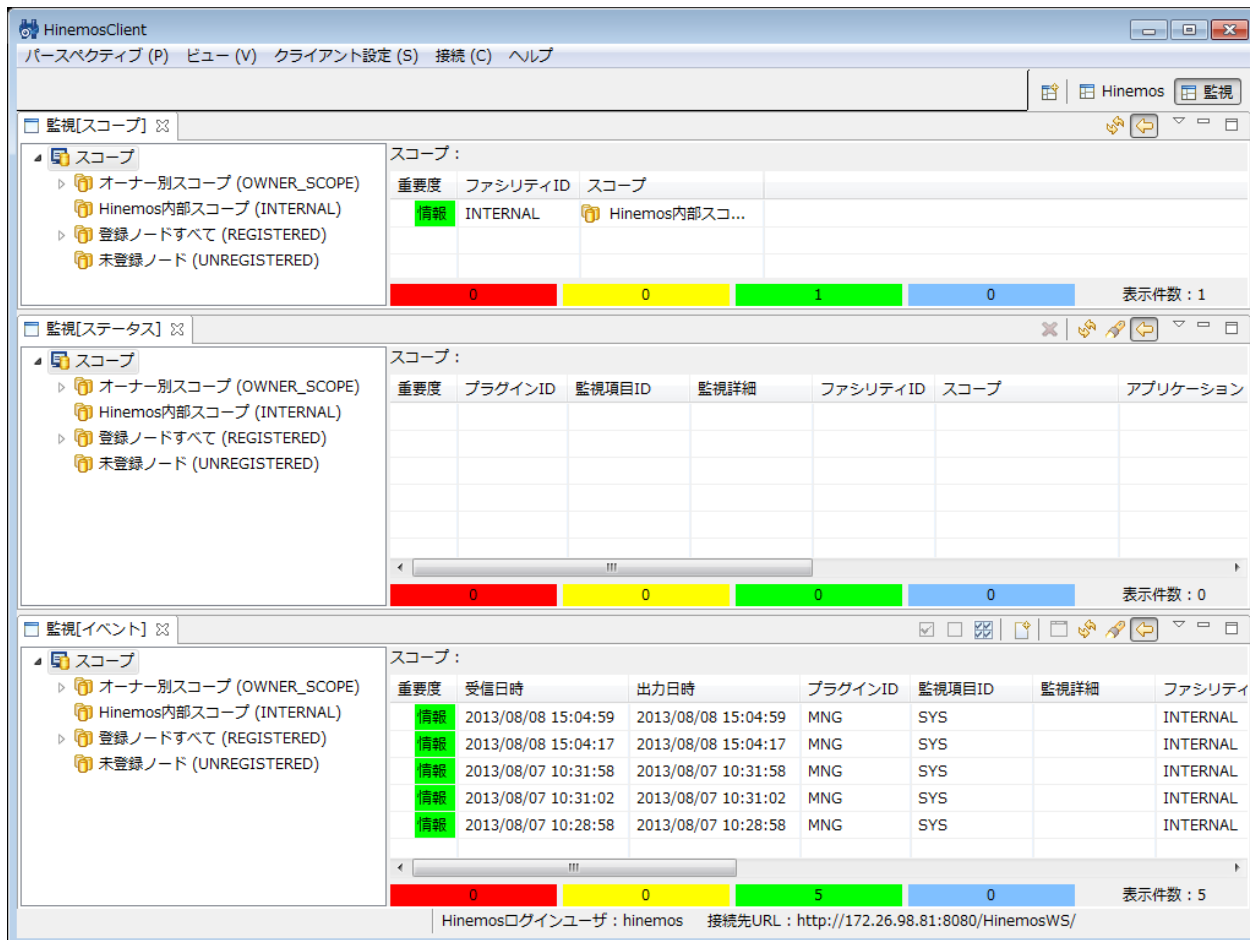 HinemosClient
パースペクティブ (P) ビュー (V) クライアント設定 (S) 接続 (C) ヘルプ
Hinemos 監視
監視[スコープ]
スコープ
オーナー別スコープ (OWNER_SCOPE)
Hinemos内部スコープ (INTERNAL)
登録ノードすべて (REGISTERED)
未登録ノード (UNREGISTERED)
スコープ :
重要度 ファシリティID スコープ
情報 INTERNAL Hinemos内部スコ...
0 0 1 0 表示件数 : 1
監視[ステータス]
スコープ
オーナー別スコープ (OWNER_SCOPE)
Hinemos内部スコープ (INTERNAL)
登録ノードすべて (REGISTERED)
未登録ノード (UNREGISTERED)
スコープ :
重要度 プラグインID 監視項目ID 監視詳細 ファシリティID スコープ アプリケーション
0 0 0 0 表示件数 : 0
監視[イベント]
スコープ
オーナー別スコープ (OWNER_SCOPE)
Hinemos内部スコープ (INTERNAL)
登録ノードすべて (REGISTERED)
未登録ノード (UNREGISTERED)
スコープ :
重要度 受信日時 出力日時 プラグインID 監視項目ID 監視詳細 ファシリティ
情報 2013/08/08 15:04:59 2013/08/08 15:04:59 MNG SYS INTERNAL
情報 2013/08/08 15:04:17 2013/08/08 15:04:17 MNG SYS INTERNAL
情報 2013/08/07 10:31:58 2013/08/07 10:31:58 MNG SYS INTERNAL
情報 2013/08/07 10:31:02 2013/08/07 10:31:02 MNG SYS INTERNAL
情報 2013/08/07 10:28:58 2013/08/07 10:28:58 MNG SYS INTERNAL
0 0 5 0 表示件数 : 5
Hinemosログインユーザ : hinemos 接続先URL : http://172.26.98.81:8080/HinemosWS/